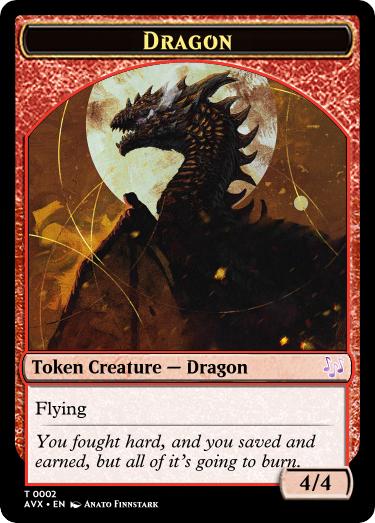 DRAGON
Token Creature — Dragon
Flying
You fought hard, and you saved and
earned, but all of it's going to burn.
4/4
T 0002
AVX • EN ANATO FINNSTARK